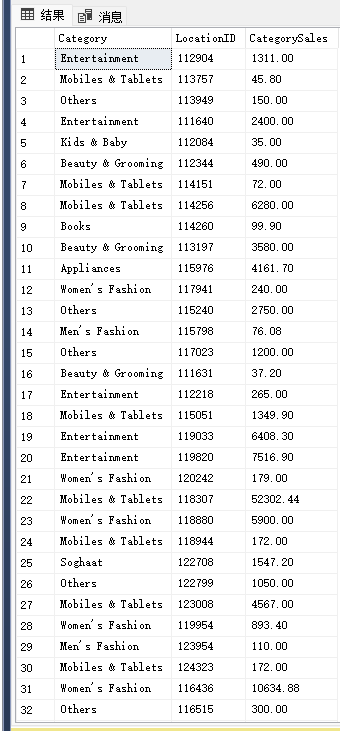 结果 消息
Category LocationID CategorySales
1 Entertainment 112904 1311.00
2 Mobiles & Tablets 113757 45.80
3 Others 113949 150.00
4 Entertainment 111640 2400.00
5 Kids & Baby 112084 35.00
6 Beauty & Grooming 112344 490.00
7 Mobiles & Tablets 114151 72.00
8 Mobiles & Tablets 114256 6280.00
9 Books 114260 99.90
10 Beauty & Grooming 113197 3580.00
11 Appliances 115976 4161.70
12 Women's Fashion 117941 240.00
13 Others 115240 2750.00
14 Men's Fashion 115798 76.08
15 Others 117023 1200.00
16 Beauty & Grooming 111631 37.20
17 Entertainment 112218 265.00
18 Mobiles & Tablets 115051 1349.90
19 Entertainment 119033 6408.30
20 Entertainment 119820 7516.90
21 Women's Fashion 120242 179.00
22 Mobiles & Tablets 118307 52302.44
23 Women's Fashion 118880 5900.00
24 Mobiles & Tablets 118944 172.00
25 Soghaat 122708 1547.20
26 Others 122799 1050.00
27 Mobiles & Tablets 123008 4567.00
28 Women's Fashion 119954 893.40
29 Men's Fashion 123954 110.00
30 Mobiles & Tablets 124323 172.00
31 Women's Fashion 116436 10634.88
32 Others 116515 300.00